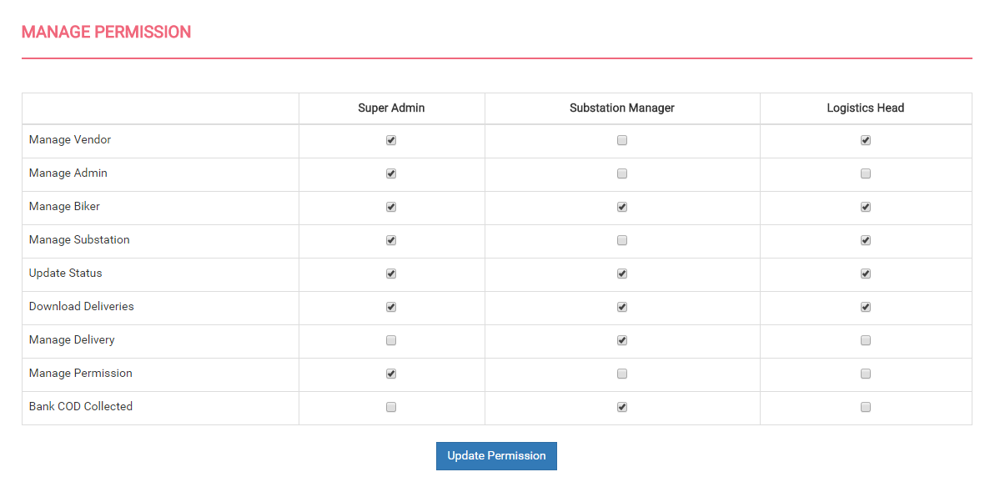 MANAGE PERMISSION
Super Admin Substation Manager Logistics Head
Manage Vendor
Manage Admin
Manage Biker
Manage Substation
Update Status
Download Deliveries
Manage Delivery
Manage Permission
Bank COD Collected
Update Permission